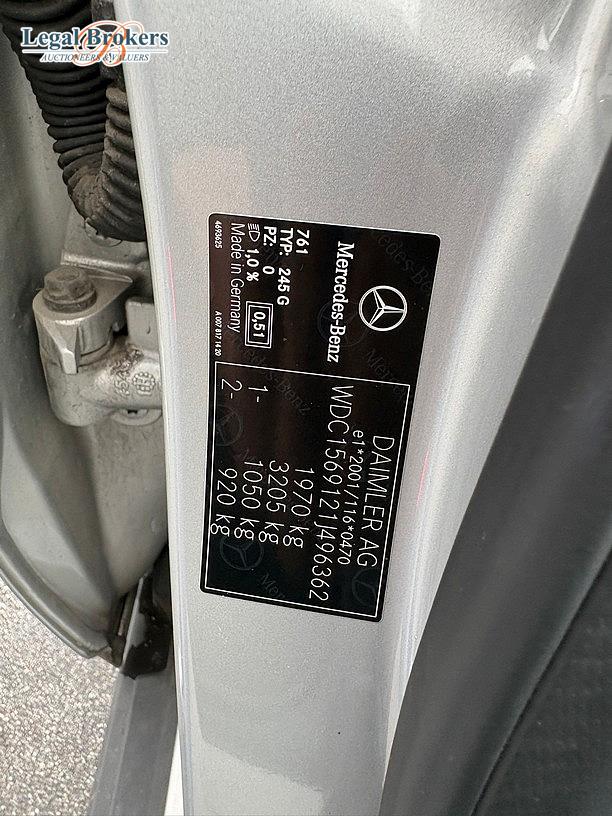 Legal Brokers
AUCTIONEERS & VALUERS
Mercedes-Benz
761
TYP: 245 G
PZ: 0
1,0 %
0,51
Made in Germany
4693625
A 007 817 14 20
DAIMLER AG
e1*2001/116*0470
WDC1569121J496362
1970 kg
3205 kg
1- 1050 kg
2- 920 kg